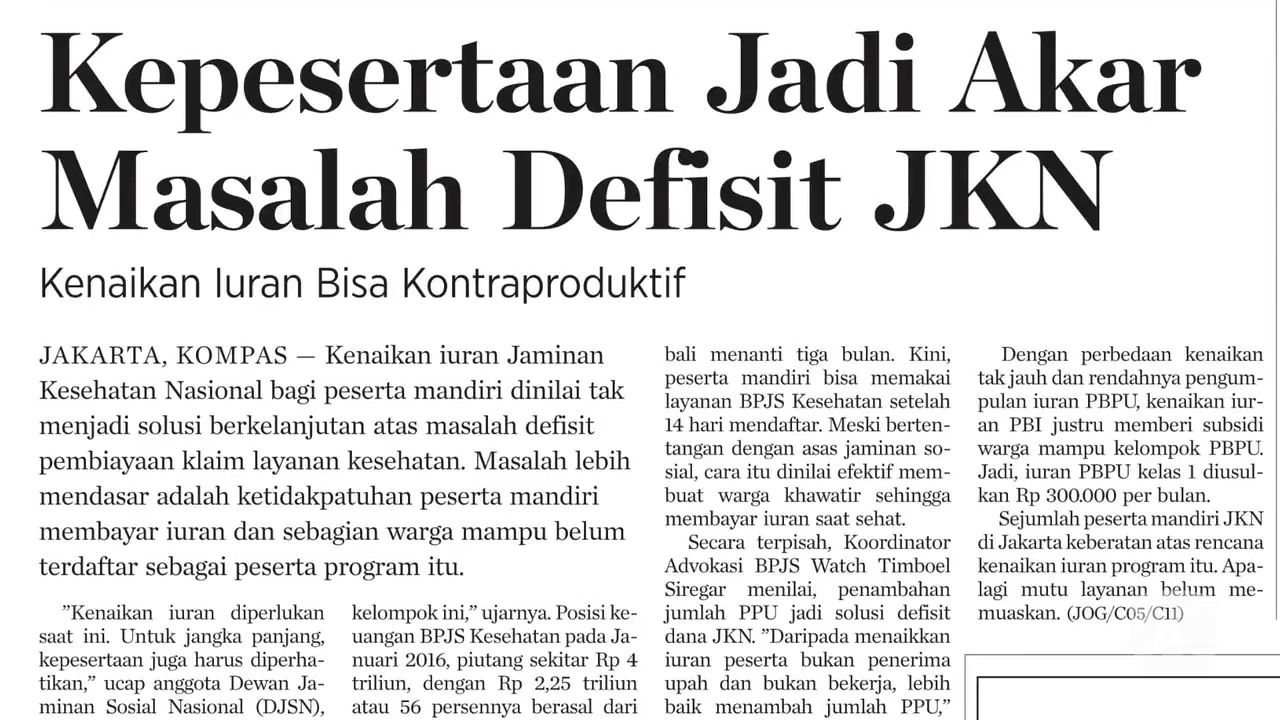 Kepesertaan Jadi Akar
Masalah Defisit JKN
Kenaikan Iuran Bisa Kontraproduktif
JAKARTA, KOMPAS — Kenaikan iuran Jaminan
Kesehatan Nasional bagi peserta mandiri dinilai tak
menjadi solusi berkelanjutan atas masalah defisit
pembiayaan klaim layanan kesehatan. Masalah lebih
mendasar adalah ketidakpatuhan peserta mandiri
membayar iuran dan sebagian warga mampu belum
terdaftar sebagai peserta program itu.
”Kenaikan iuran diperlukan
saat ini. Untuk jangka panjang,
kepesertaan juga harus diperha-
tikan,” ucap anggota Dewan Ja-
minan Sosial Nasional (DJSN),
kelompok ini,” ujarnya. Posisi ke-
uangan BPJS Kesehatan pada Ja-
nuari 2016, piutang sekitar Rp 4
triliun, dengan Rp 2,25 triliun
atau 56 persennya berasal dari
bali menanti tiga bulan. Kini,
peserta mandiri bisa memakai
layanan BPJS Kesehatan setelah
14 hari mendaftar. Meski berten-
tangan dengan asas jaminan so-
sial, cara itu dinilai efektif mem-
buat warga khawatir sehingga
membayar iuran saat sehat.
Secara terpisah, Koordinator
Advokasi BPJS Watch Timboel
Siregar menilai, penambahan
jumlah PPU jadi solusi defisit
dana JKN. ”Daripada menaikkan
iuran peserta bukan penerima
upah dan bukan bekerja, lebih
baik menambah jumlah PPU,”
Dengan perbedaan kenaikan
tak jauh dan rendahnya pengum-
pulan iuran PBPU, kenaikan iur-
an PBI justru memberi subsidi
warga mampu kelompok PBPU.
Jadi, iuran PBPU kelas 1 diusul-
kan Rp 300.000 per bulan.
Sejumlah peserta mandiri JKN
di Jakarta keberatan atas rencana
kenaikan iuran program itu. Apa-
lagi mutu layanan belum me-
muaskan. (JOG/C05/C11)